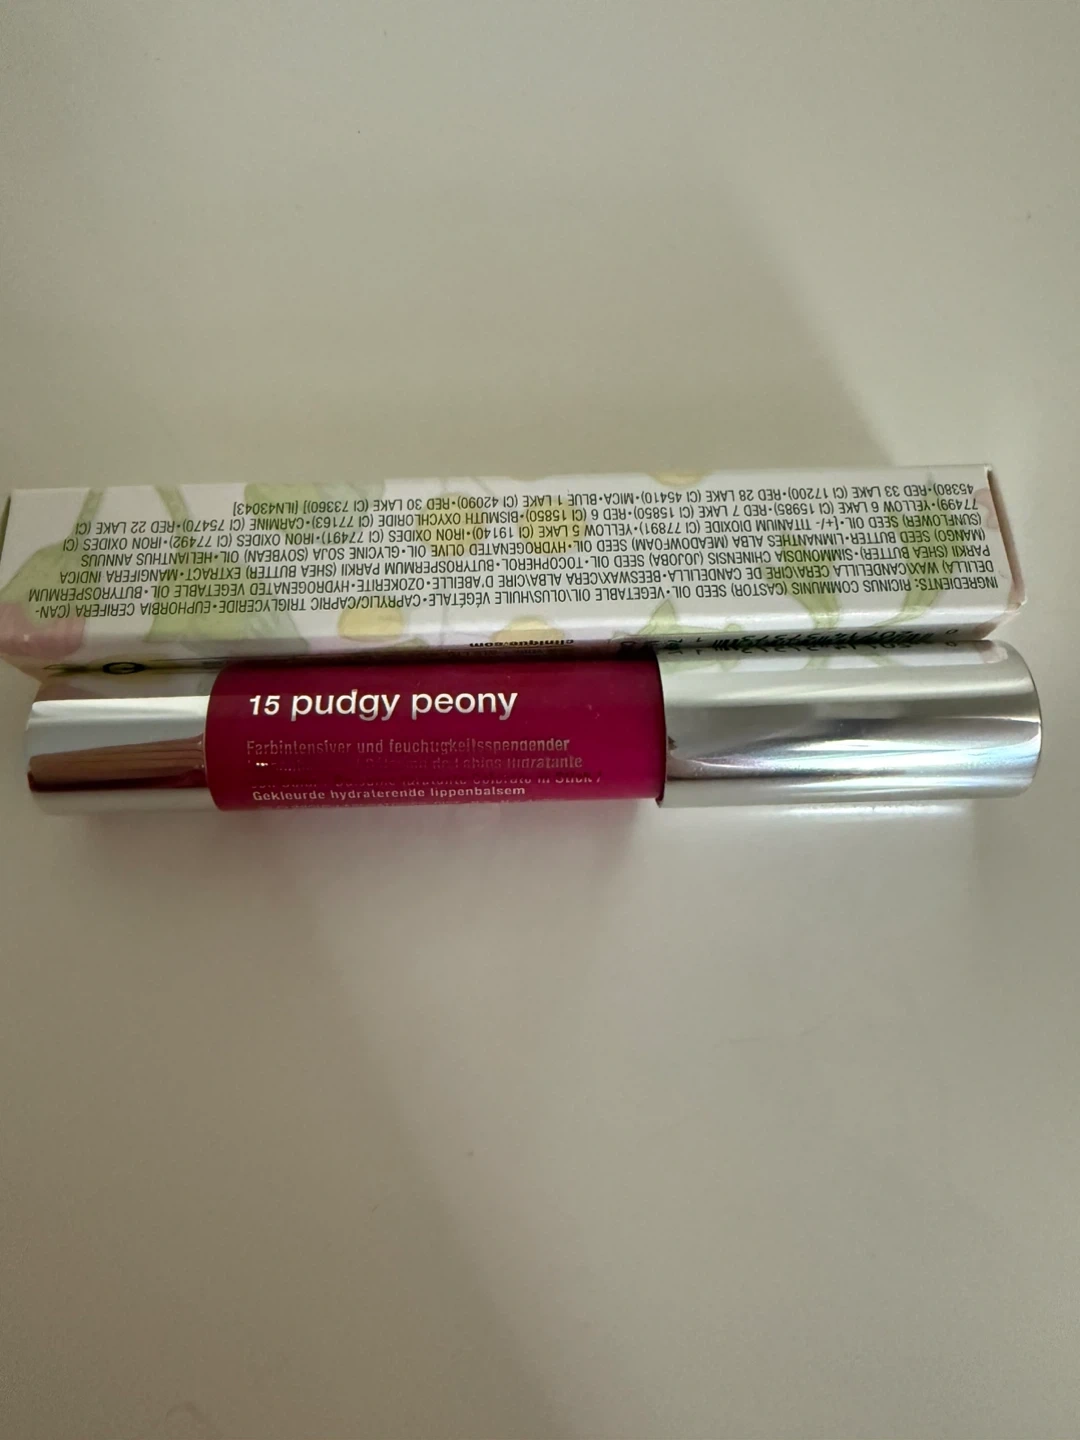 INGREDIENTS: RICINUS COMMUNIS (CASTOR) SEED OIL•VEGETABLE OIL\OLUS/HUILE VÉGÉTALE•CAPRYLIC/CAPRIC TRIGLYCERIDE•EUPHORBIA CERIFERA (CAN-
DELILLA) WAX\CANDELILLA CERA/CIRE DE CANDELILLA•BEESWAX\CERA ALBA/CIRE D'ABEILLE•OZOKERITE•HYDROGENATED VEGETABLE OIL•BUTYROSPERMUM
PARKII (SHEA BUTTER)•SIMMONDSIA CHINENSIS (JOJOBA) SEED OIL•TOCOPHEROL•BUTYROSPERMUM PARKII (SHEA BUTTER) EXTRACT•MANGIFERA INDICA
(MANGO) SEED BUTTER•LIMNANTHES ALBA (MEADOWFOAM) SEED OIL•HYDROGENATED OLIVE OIL•GLYCINE SOJA (SOYBEAN) OIL•HELIANTHUS ANNUUS
(SUNFLOWER) SEED OIL•[+/- TITANIUM DIOXIDE (CI 77891)•YELLOW 5 LAKE (CI 19140)•IRON OXIDES (CI 77491)•IRON OXIDES (CI 77492)•IRON OXIDES (CI
77499)•YELLOW 6 LAKE (CI 15985)•RED 7 LAKE (CI 15850)•RED 6 (CI 15850)•BISMUTH OXYCHLORIDE (CI 77163)•CARMINE (CI 75470)•RED 22 LAKE (CI
45380)•RED 33 LAKE (CI 17200)•RED 28 LAKE (CI 45410)•MICA•BLUE 1 LAKE (CI 42090)•RED 30 LAKE (CI 73360)] [ILN43043]
clinique.com
15 pudgy peony
Farbintensiver und feuchtigkeitsspendender
de Labios Hidratante
Gekleurde hydraterende lippenbalsem